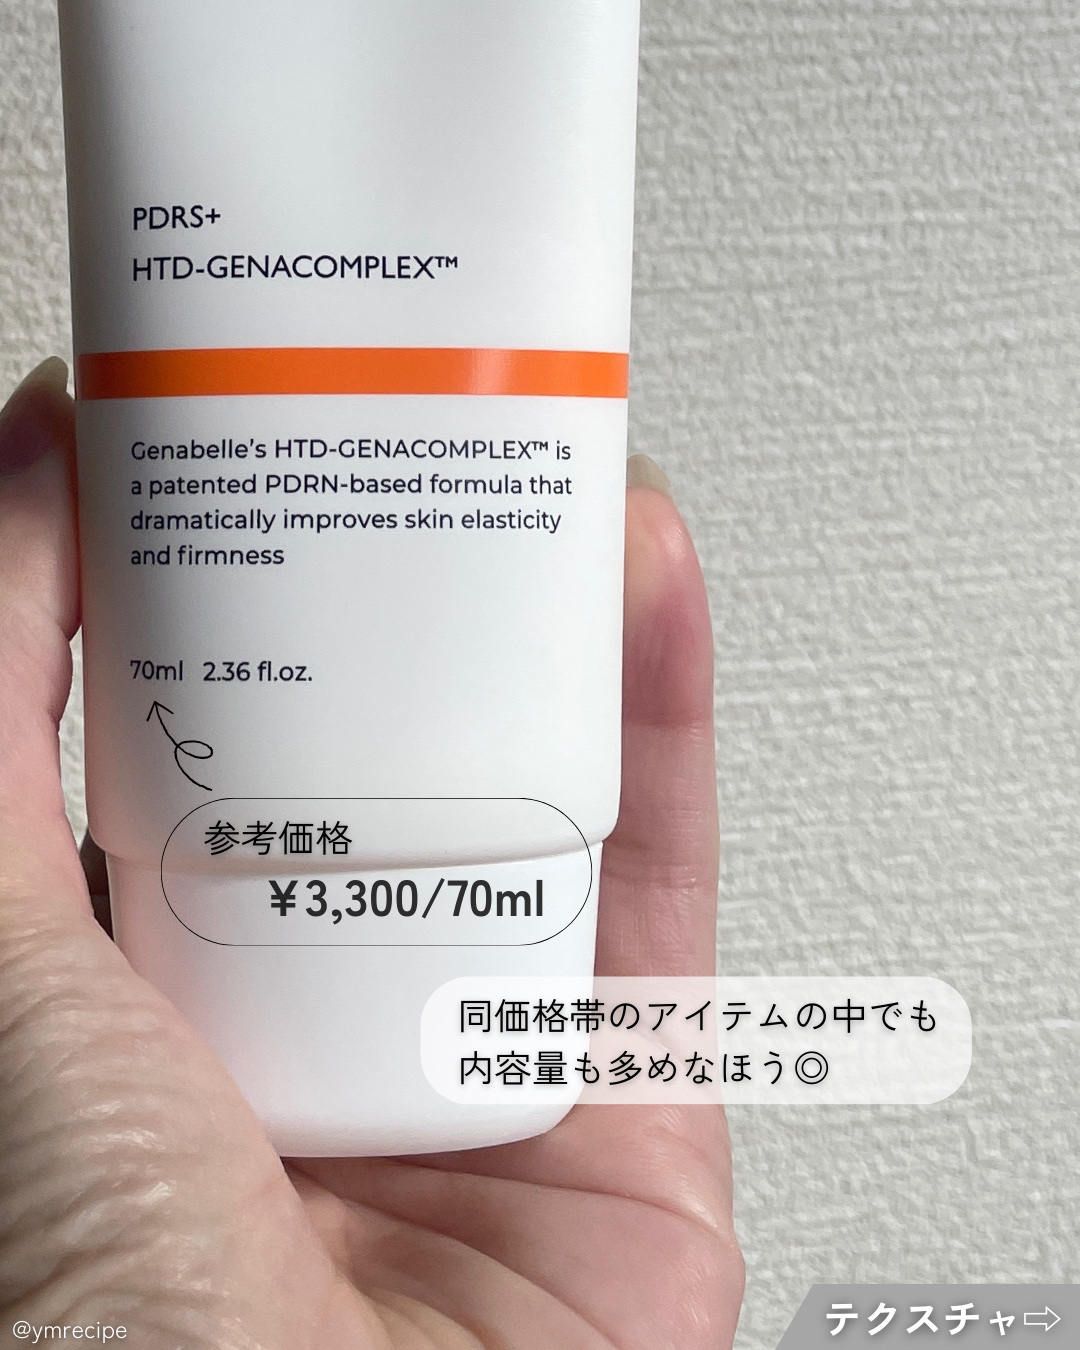 PDRS+
HTD-GENACOMPLEX™
Genabelle's HTD-GENACOMPLEX™ is
a patented PDRN-based formula that
dramatically improves skin elasticity
and firmness
70ml 2.36 fl.oz.
参考価格
¥3,300/70ml
同価格帯のアイテムの中でも
内容量も多めなほう◎
テクスチャ⇨
@ymrecipe